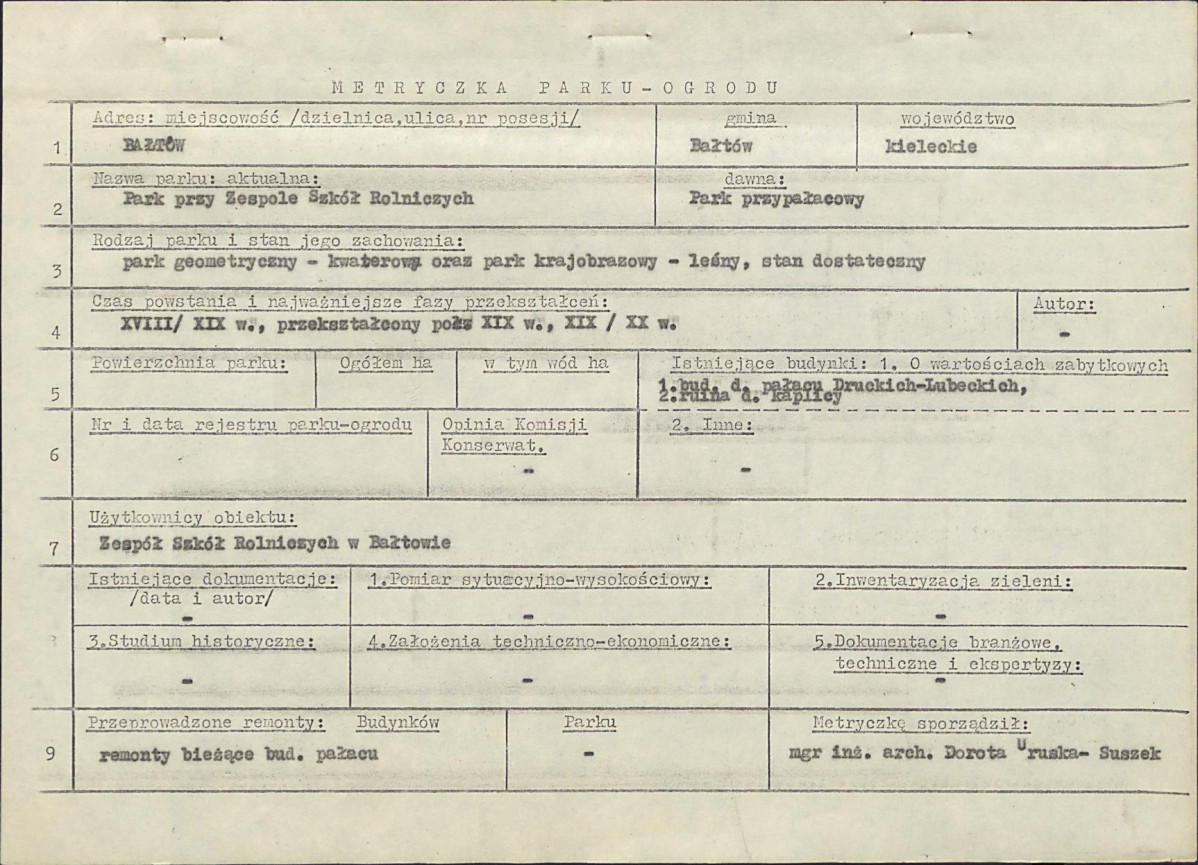 METRYCZKA PARKU-OGRODU
Adres: miejscowość /dzielnica,ulica,nr posesji/ gmina województwo
1 BAŁTÓW Bałtów kieleckie
Nazwa parku: aktualna: dawna:
2 Park przy Zespole Szkół Rolniczych Park przypałacowy
Rodzaj parku i stan jego zachowania:
3 park geometryczny - kwaterowy oraz park krajobrazowy - leśny, stan dostateczny
Czas powstania i najważniejsze fazy przekształceń: Autor:
4 XVIII/ XIX w., przekształcony poł. XIX w., XIX / XX w. -
Powierzchnia parku: Ogółem ha w tym wód ha Istniejące budynki: 1. O wartościach zabytkowych
5 1.bud. d. pałacu Druckich-Lubeckich,
2.ruina d. kaplicy
Nr i data rejestru parku-ogrodu Opinia Komisji 2. Inne:
6 Konserwat.
- -
Użytkownicy obiektu:
7 Zespół Szkół Rolniczych w Bałtowie
Istniejące dokumentacje: 1.Pomiar sytuacyjno-wysokościowy: 2.Inwentaryzacja zieleni:
/data i autor/
- - -
3.Studium historyczne: 4.Założenia techniczno-ekonomiczne: 5.Dokumentacje branżowe,
techniczne i ekspertyzy:
- - -
Przeprowadzone remonty: Budynków Parku Metryczkę sporządził:
9 remonty bieżące bud. pałacu - mgr inż. arch. Dorota Uruska- Suszek